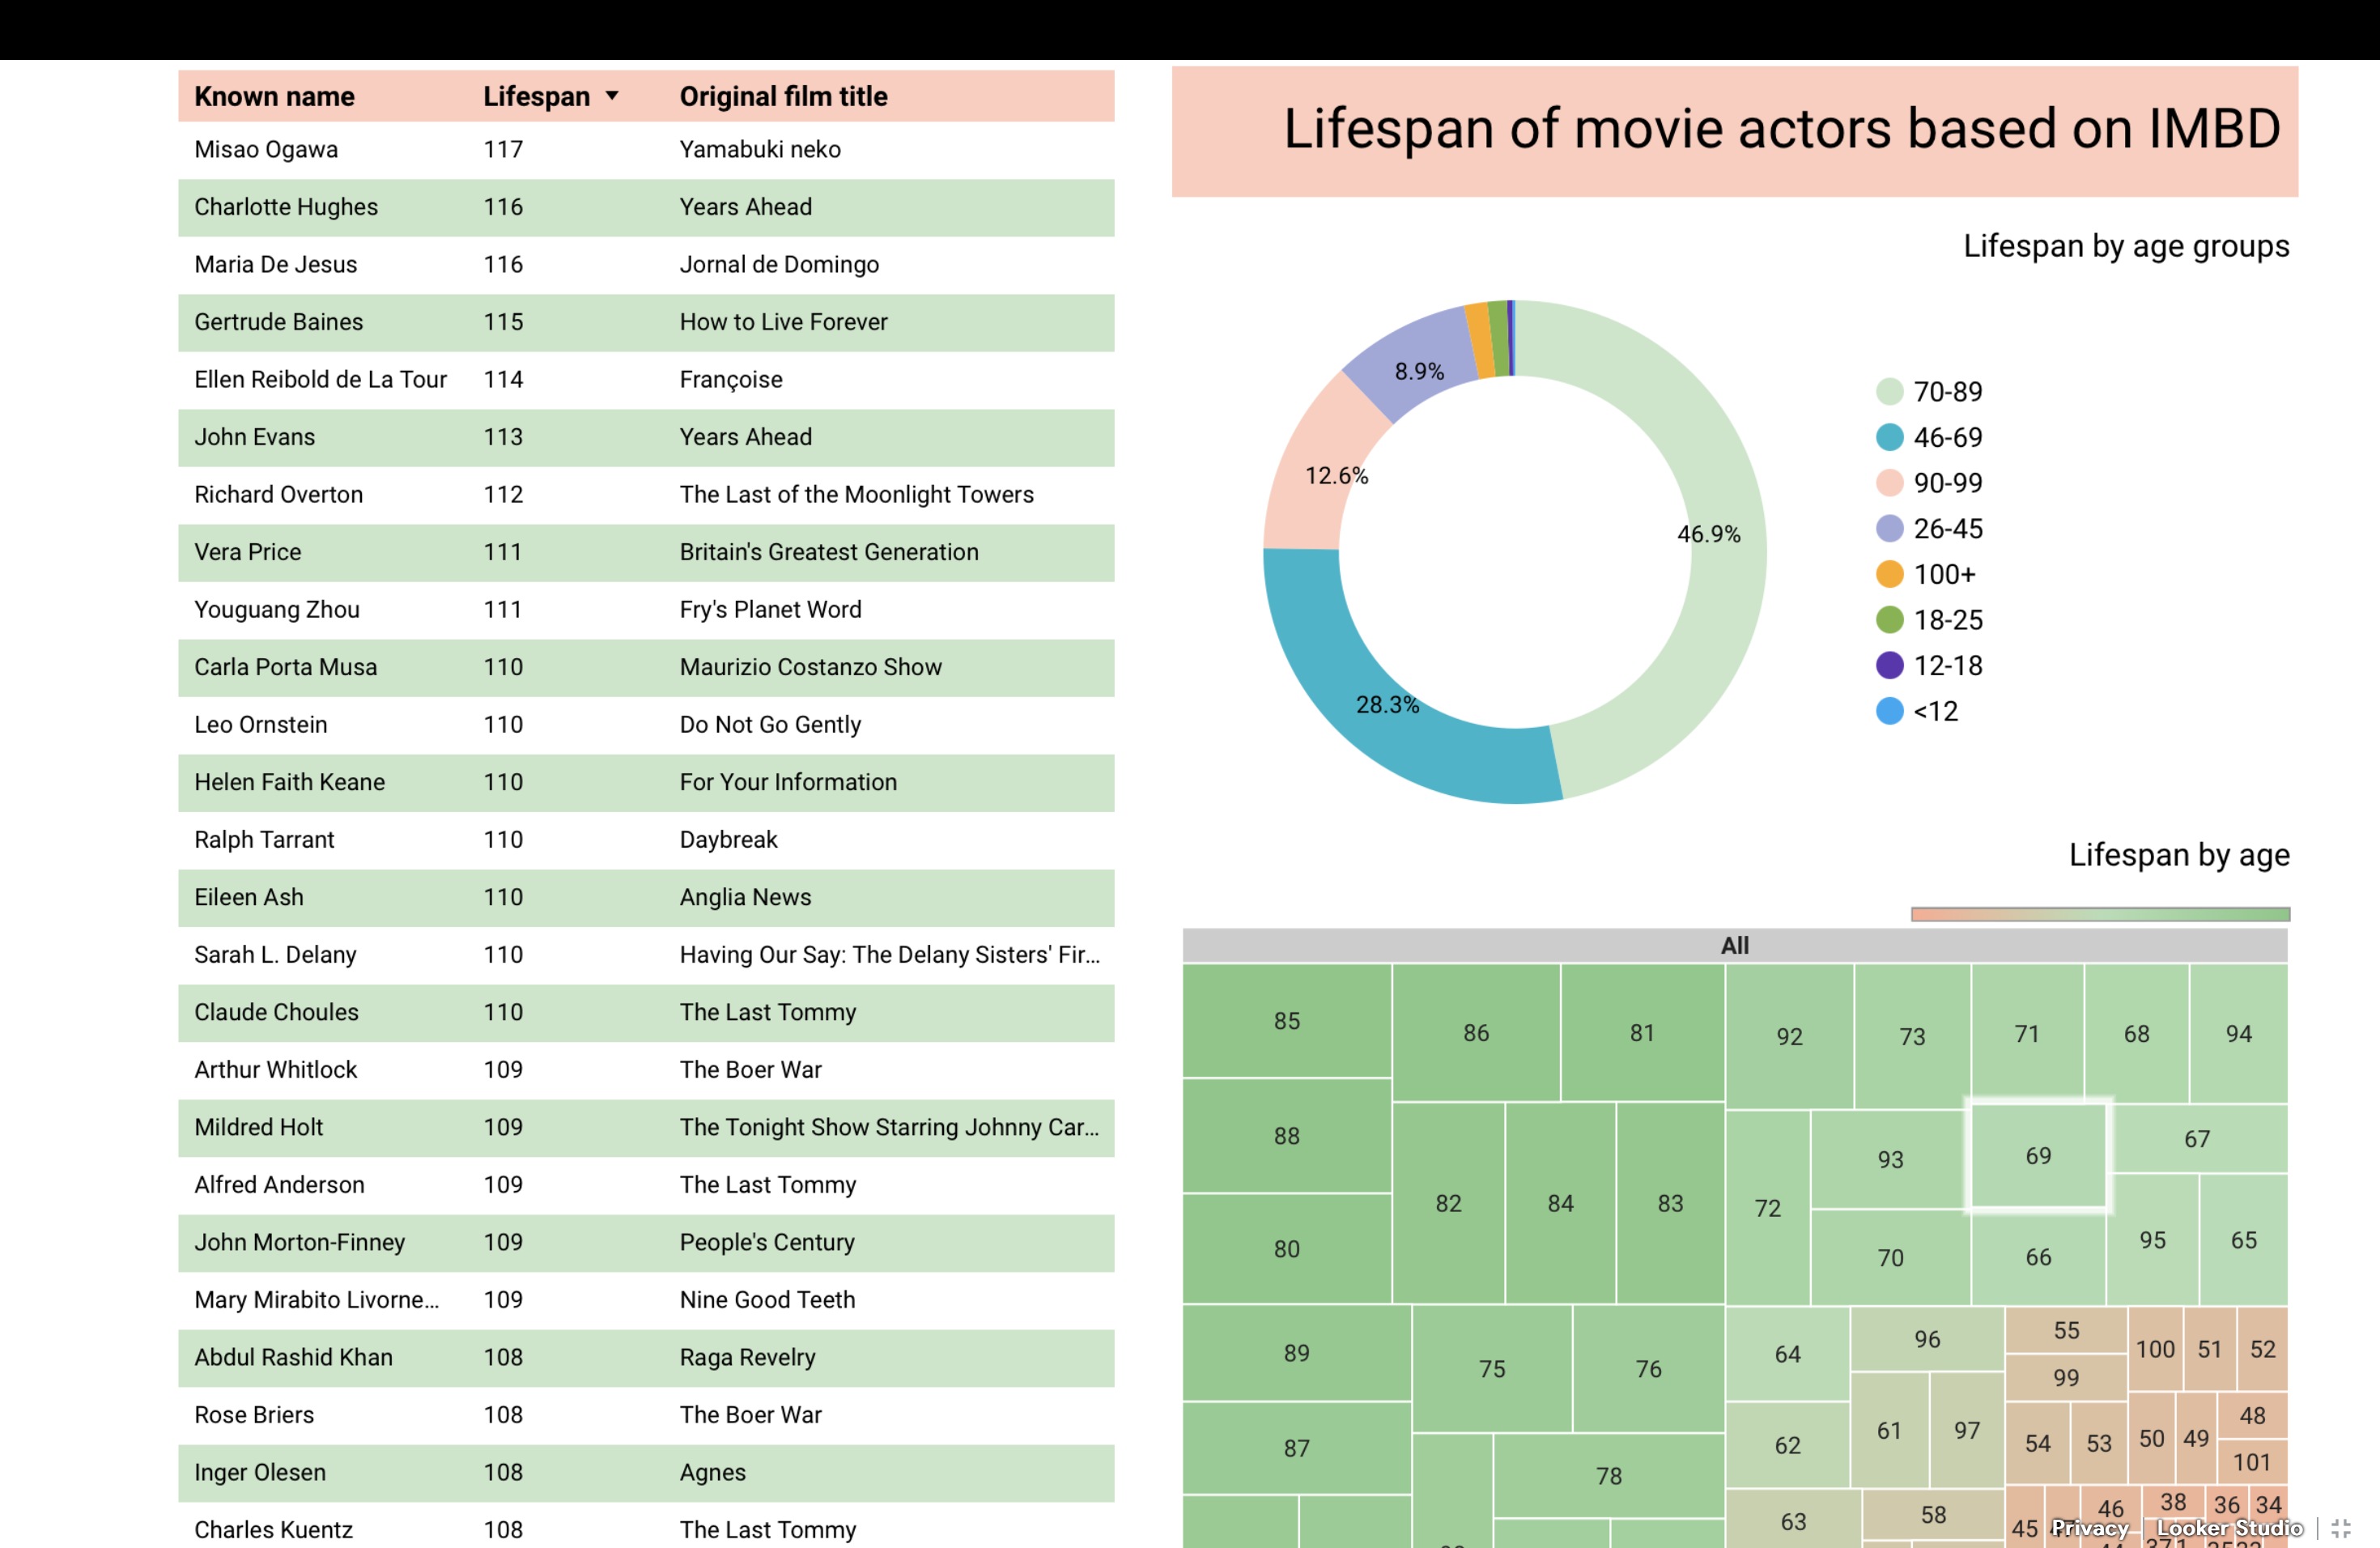 Known name Lifespan Original film title
Misao Ogawa 117 Yamabuki neko
Charlotte Hughes 116 Years Ahead
Maria De Jesus 116 Jornal de Domingo
Gertrude Baines 115 How to Live Forever
Ellen Reibold de La Tour 114 Françoise
John Evans 113 Years Ahead
Richard Overton 112 The Last of the Moonlight Towers
Vera Price 111 Britain's Greatest Generation
Youguang Zhou 111 Fry's Planet Word
Carla Porta Musa 110 Maurizio Costanzo Show
Leo Ornstein 110 Do Not Go Gently
Helen Faith Keane 110 For Your Information
Ralph Tarrant 110 Daybreak
Eileen Ash 110 Anglia News
Sarah L. Delany 110 Having Our Say: The Delany Sisters' Fir...
Claude Choules 110 The Last Tommy
Arthur Whitlock 109 The Boer War
Mildred Holt 109 The Tonight Show Starring Johnny Car...
Alfred Anderson 109 The Last Tommy
John Morton-Finney 109 People's Century
Mary Mirabito Livorne... 109 Nine Good Teeth
Abdul Rashid Khan 108 Raga Revelry
Rose Briers 108 The Boer War
Inger Olesen 108 Agnes
Charles Kuentz 108 The Last Tommy
Lifespan of movie actors based on IMBD
Lifespan by age groups
8.9%
12.6%
46.9%
28.3%
70-89
46-69
90-99
26-45
100+
18-25
12-18
<12
Lifespan by age
All
85 86 81 92 73 71 68 94
88 82 84 83 72 93 69 67
80 70 66 95 65
89 75 76 64 96 55 100 51 52
99
87 78 62 61 97 54 53 50 49 48
101
63 58 45 46 38 36 34
Privacy Looker Studio